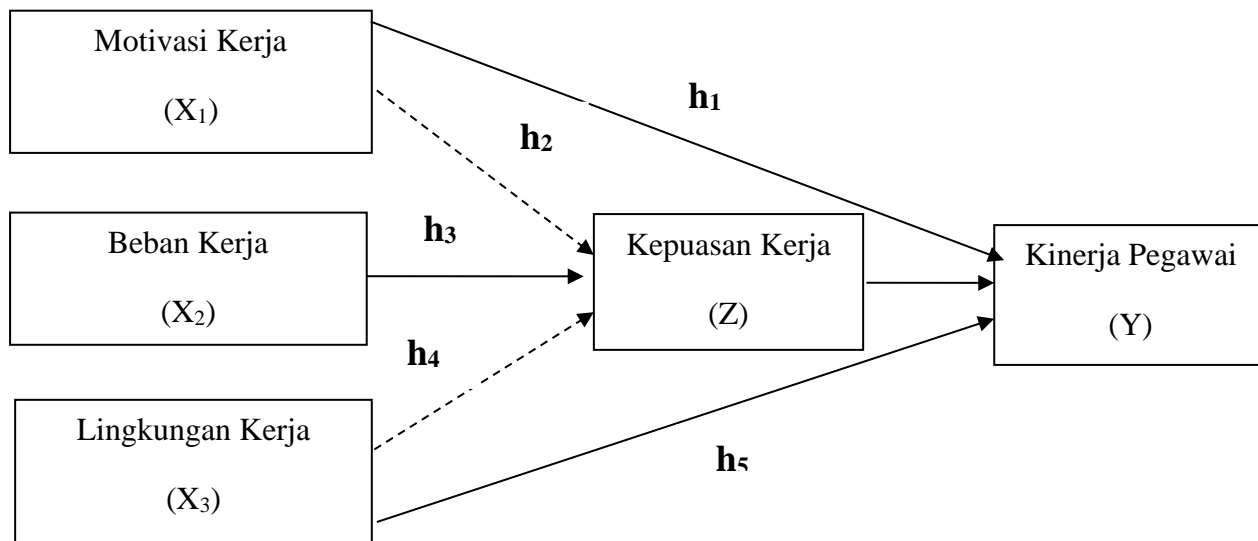 Motivasi Kerja
(X₁)
h₁
h₂
Beban Kerja
(X₂)
h₃
Kepuasan Kerja
(Z)
Kinerja Pegawai
(Y)
h₄
Lingkungan Kerja
(X₃)
h₅